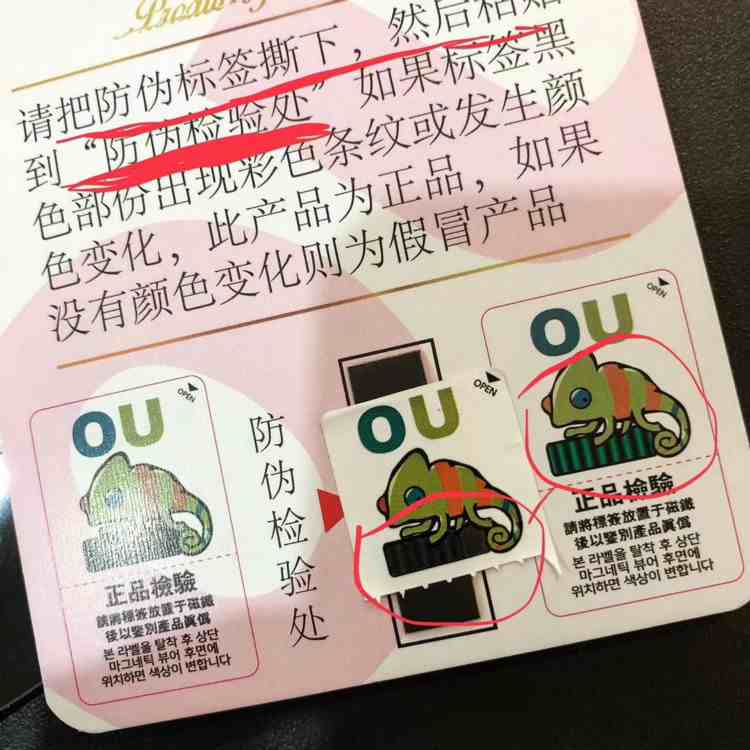 请把防伪标签撕下，然后粘贴
到“防伪检验处”如果标签黑
色部份出现彩色条纹或发生颜
色变化，此产品为正品，如果
没有颜色变化则为假冒产品
OPEN
OU
正品檢驗
請將標簽放置于磁鐵
後以鑒別產品眞僞
본 라벨을 탈착 후 상단
마그네틱 뷰어 후면에
위치하면 색상이 변합니다
防伪检验处
OPEN
OU
OPEN
OU
正品檢驗
請將標簽放置于磁鐵
後以鑒別產品眞僞
본 라벨을 탈착 후 상단
마그네틱 뷰어 후면에
위치하면 색상이 변합니다